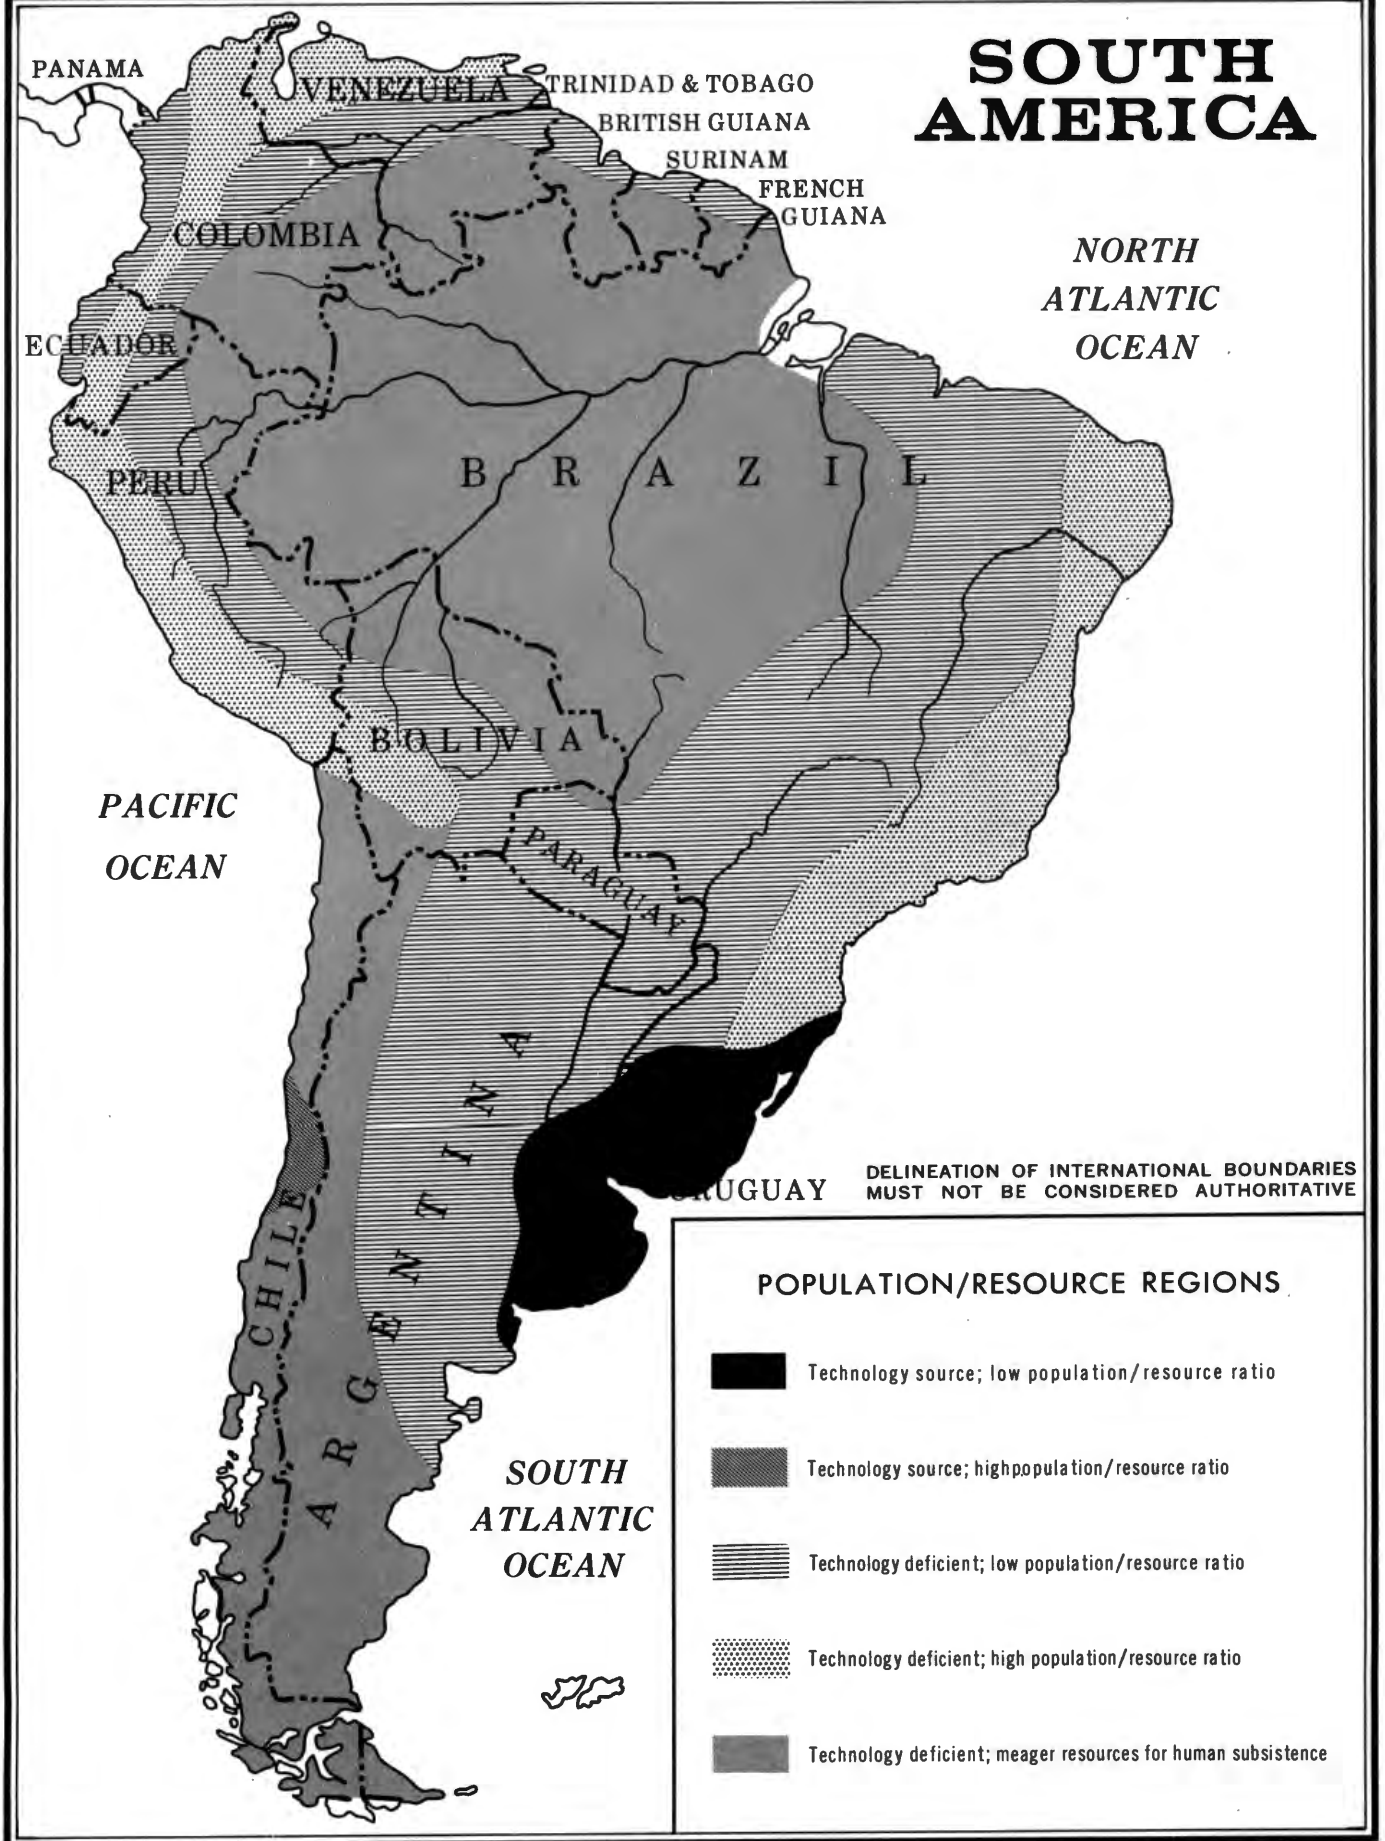 SOUTH
AMERICA
PANAMA
VENEZUELA
TRINIDAD & TOBAGO
BRITISH GUIANA
SURINAM
FRENCH
GUIANA
COLOMBIA
NORTH
ATLANTIC
OCEAN
ECUADOR
PERU
BRAZIL
BOLIVIA
PACIFIC
OCEAN
PARAGUAY
ARGENTINA
CHILE
URUGUAY
DELINEATION OF INTERNATIONAL BOUNDARIES
MUST NOT BE CONSIDERED AUTHORITATIVE
SOUTH
ATLANTIC
OCEAN
POPULATION/RESOURCE REGIONS
Technology source; low population/resource ratio
Technology source; high population/resource ratio
Technology deficient; low population/resource ratio
Technology deficient; high population/resource ratio
Technology deficient; meager resources for human subsistence